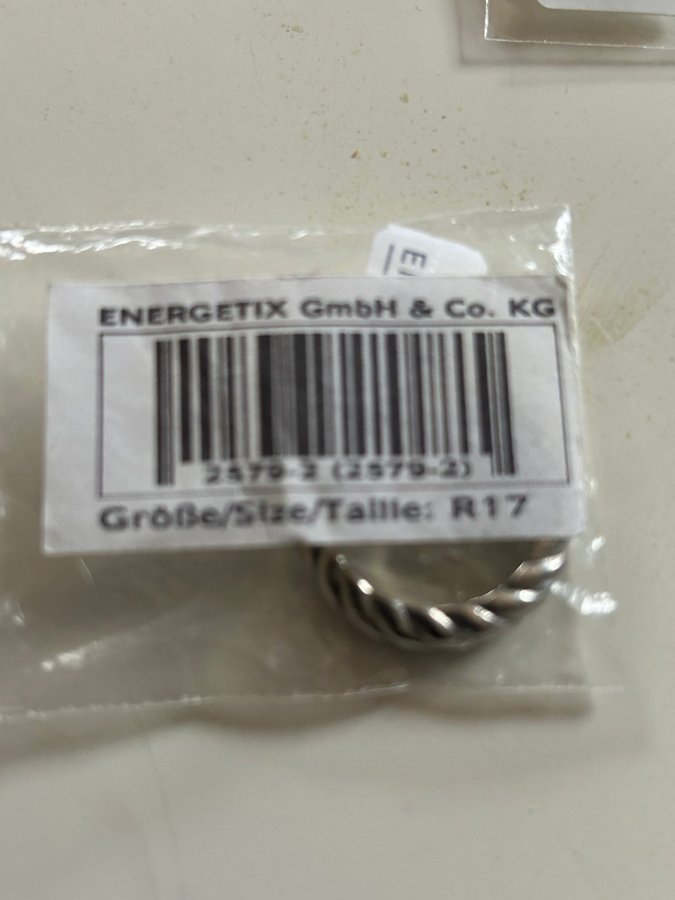 ENERGETIX GmbH & Co. KG
2579-2 (2579-2)
Größe/Size/Taille: R17